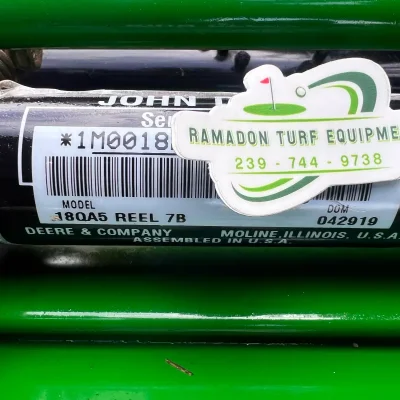 JOHN
Ser
*1M0018
RAMADON TURF EQUIPME
239 - 744 - 9738
MODEL
18QA5 REEL 7B
DOM
042919
DEERE & COMPANY MOLINE, ILLINOIS. U.S.A.
ASSEMBLED IN U.S.A.